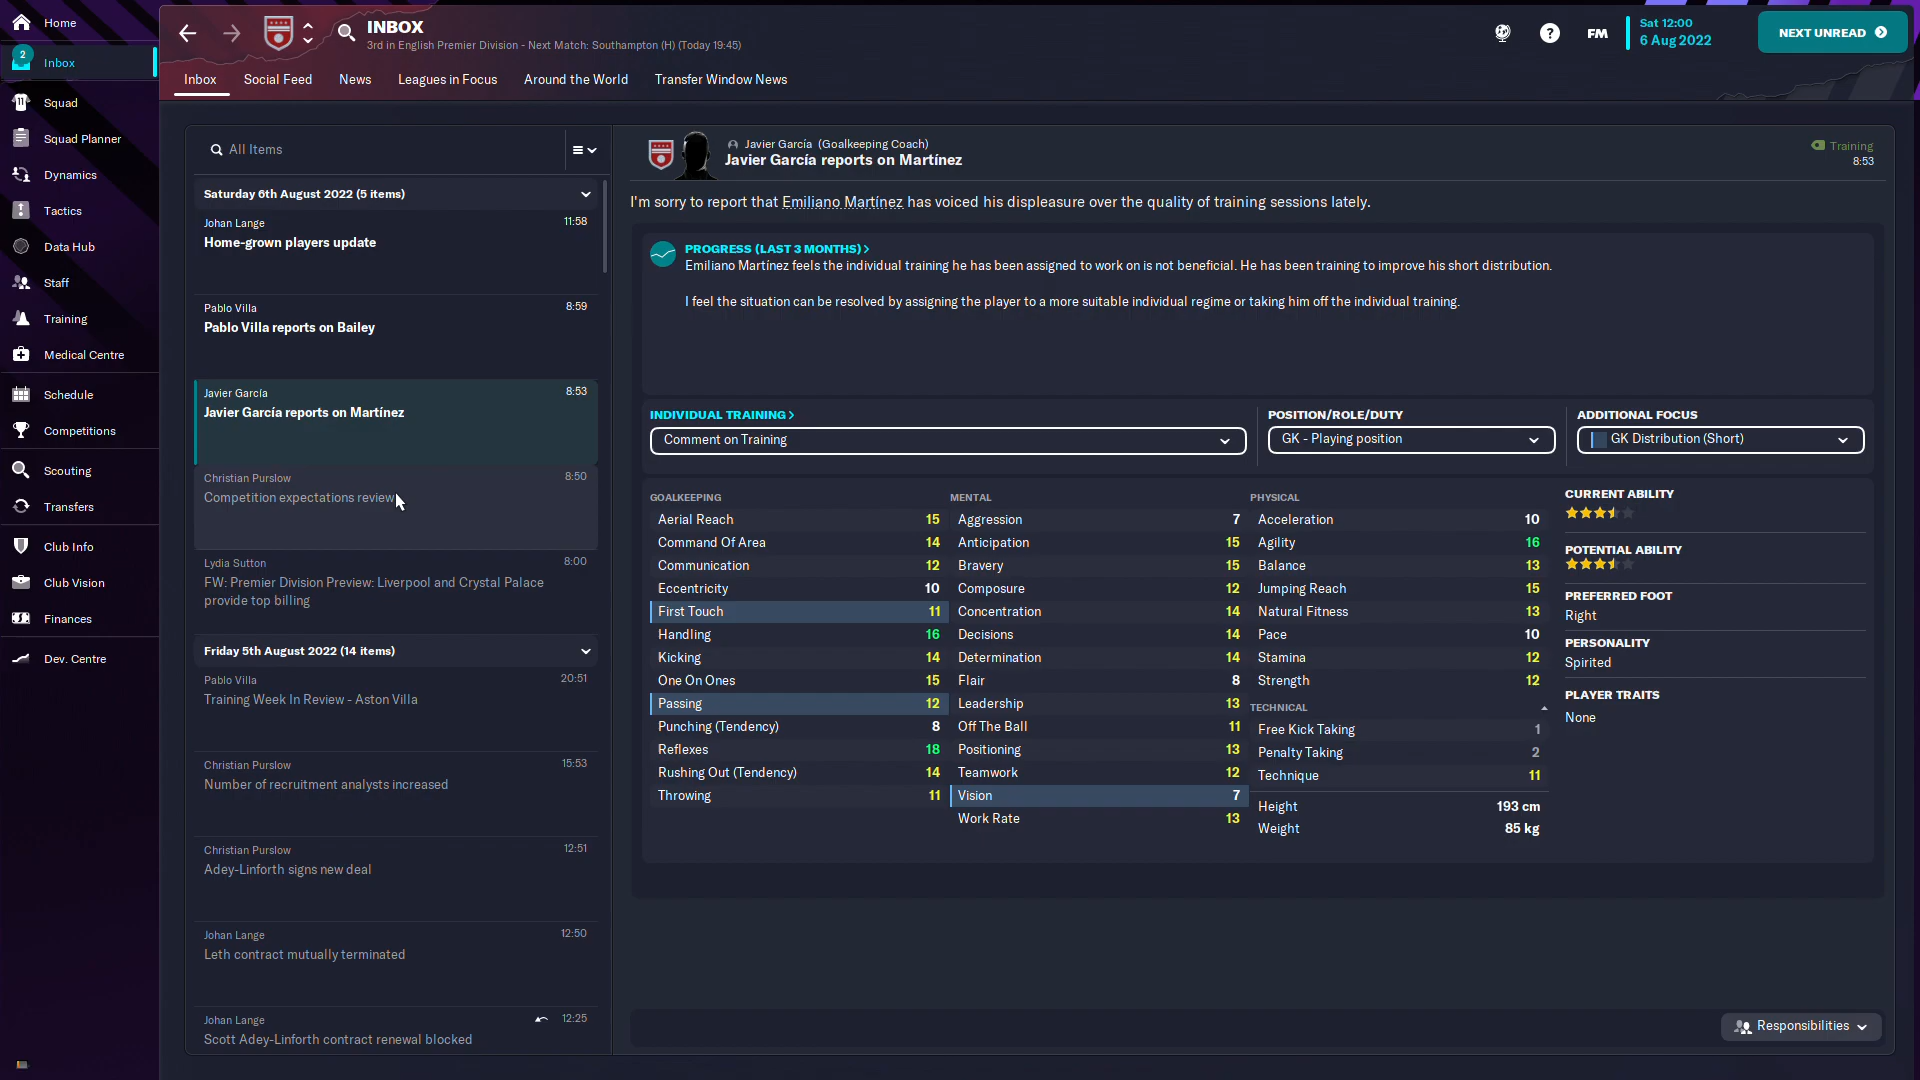 Home
2
Inbox
Squad
Squad Planner
Dynamics
Tactics
Data Hub
Staff
Training
Medical Centre
Schedule
Competitions
Scouting
Transfers
Club Info
Club Vision
Finances
Dev. Centre
INBOX
3rd in English Premier Division - Next Match: Southampton (H) (Today 19:45)
FM
Sat 12:00
6 Aug 2022
NEXT UNREAD
Inbox
Social Feed
News
Leagues in Focus
Around the World
Transfer Window News
All Items
Saturday 6th August 2022 (5 items)
Johan Lange 11:58
Home-grown players update
Pablo Villa 8:59
Pablo Villa reports on Bailey
Javier García 8:53
Javier García reports on Martínez
Christian Purslow 8:50
Competition expectations review
Lydia Sutton 8:00
FW: Premier Division Preview: Liverpool and Crystal Palace
provide top billing
Friday 5th August 2022 (14 items)
Pablo Villa 20:51
Training Week In Review - Aston Villa
Christian Purslow 15:53
Number of recruitment analysts increased
Christian Purslow 12:51
Adey-Linforth signs new deal
Johan Lange 12:50
Leth contract mutually terminated
Johan Lange 12:25
Scott Adey-Linforth contract renewal blocked
Javier García (Goalkeeping Coach)
Javier García reports on Martínez
Training
8:53
I'm sorry to report that Emiliano Martínez has voiced his displeasure over the quality of training sessions lately.
PROGRESS (LAST 3 MONTHS)
Emiliano Martínez feels the individual training he has been assigned to work on is not beneficial. He has been training to improve his short distribution.
I feel the situation can be resolved by assigning the player to a more suitable individual regime or taking him off the individual training.
INDIVIDUAL TRAINING
Comment on Training
POSITION/ROLE/DUTY
GK - Playing position
ADDITIONAL FOCUS
GK Distribution (Short)
GOALKEEPING
Aerial Reach 15
Command Of Area 14
Communication 12
Eccentricity 10
First Touch 11
Handling 16
Kicking 14
One On Ones 15
Passing 12
Punching (Tendency) 8
Reflexes 18
Rushing Out (Tendency) 14
Throwing 11
MENTAL
Aggression 7
Anticipation 15
Bravery 15
Composure 12
Concentration 14
Decisions 14
Determination 14
Flair 8
Leadership 13
Off The Ball 11
Positioning 13
Teamwork 12
Vision 7
Work Rate 13
PHYSICAL
Acceleration 10
Agility 16
Balance 13
Jumping Reach 15
Natural Fitness 13
Pace 10
Stamina 12
Strength 12
TECHNICAL
Free Kick Taking 1
Penalty Taking 2
Technique 11
Height 193 cm
Weight 85 kg
CURRENT ABILITY
POTENTIAL ABILITY
PREFERRED FOOT
Right
PERSONALITY
Spirited
PLAYER TRAITS
None
Responsibilities